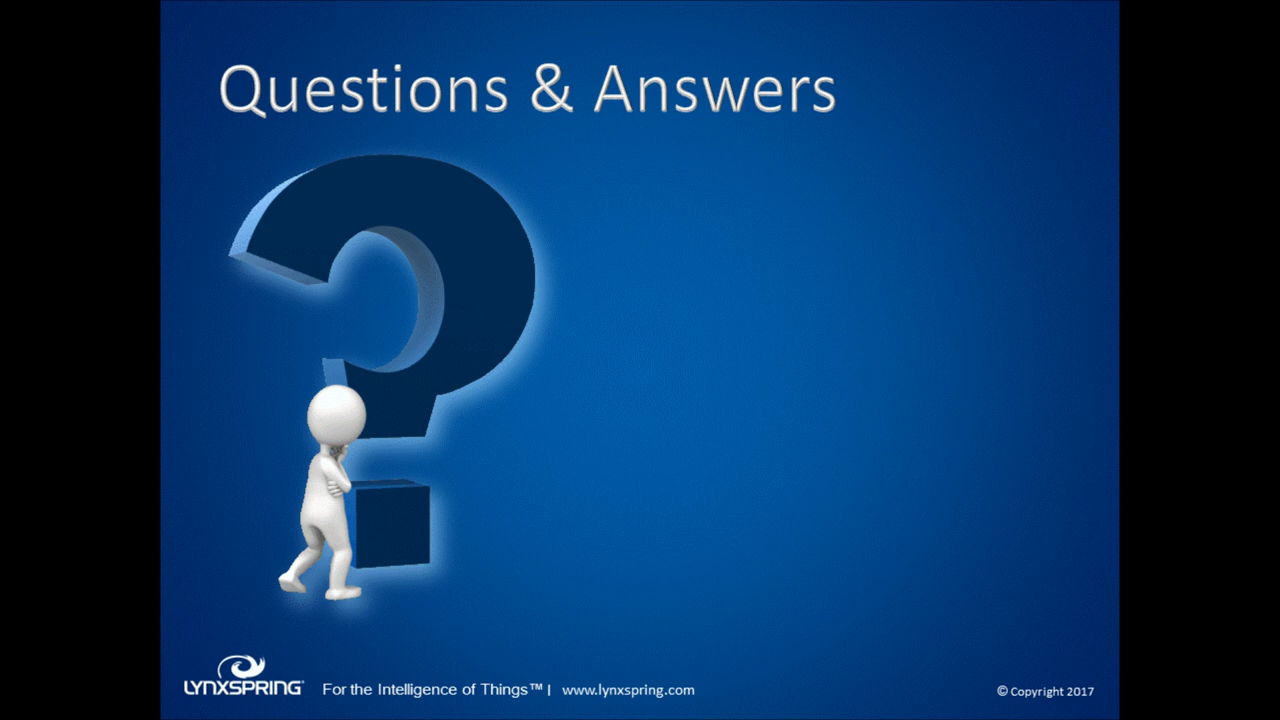 Questions & Answers
LYNXSPRING® For the Intelligence of Things™ | www.lynxspring.com © Copyright 2017